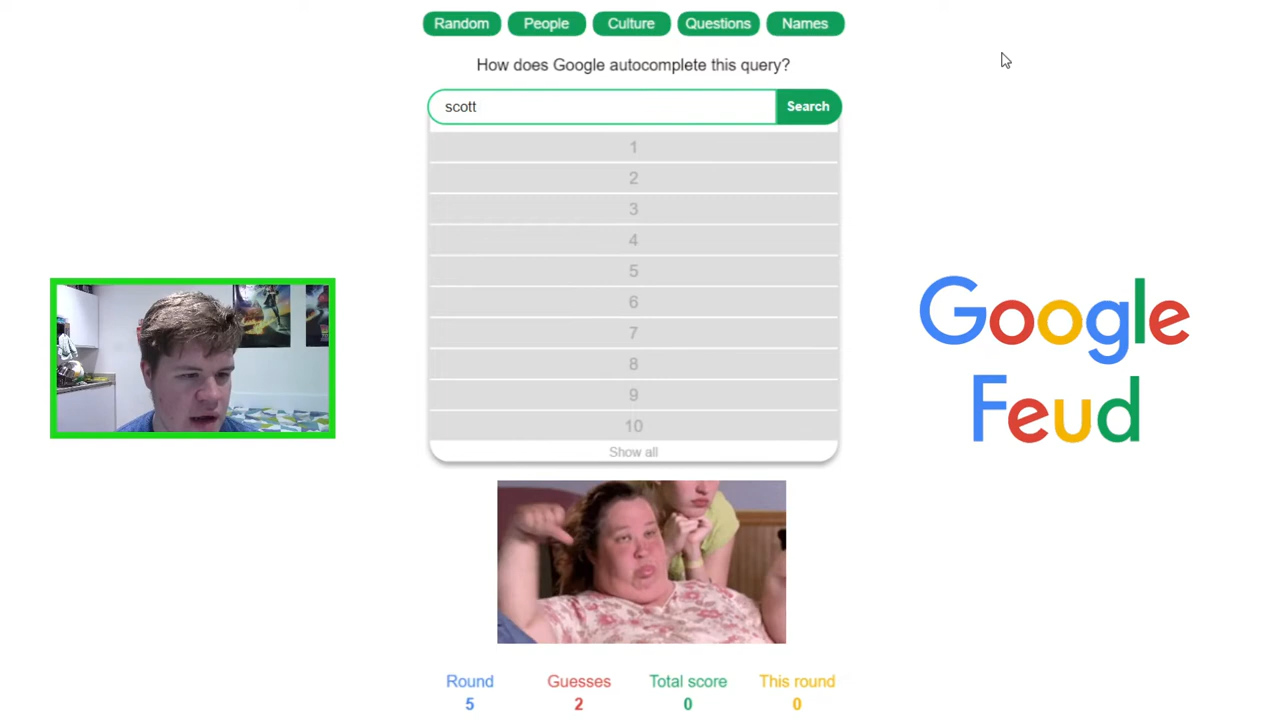 Random People Culture Questions Names
How does Google autocomplete this query?
scott Search
1
2
3
4
5
6
7
8
9
10
Show all
Google
Feud
Round Guesses Total score This round
5 2 0 0